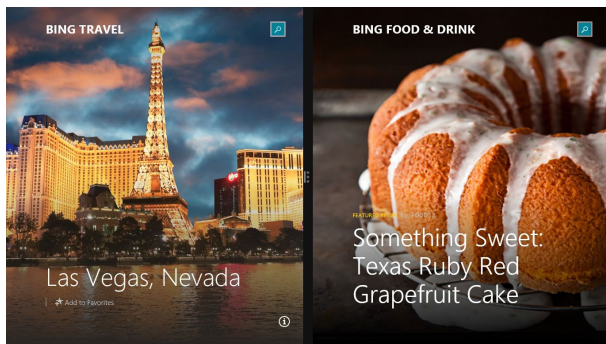 BING TRAVEL
Las Vegas, Nevada
Add to Favorites
BING FOOD & DRINK
Something Sweet:
Texas Ruby Red
Grapefruit Cake